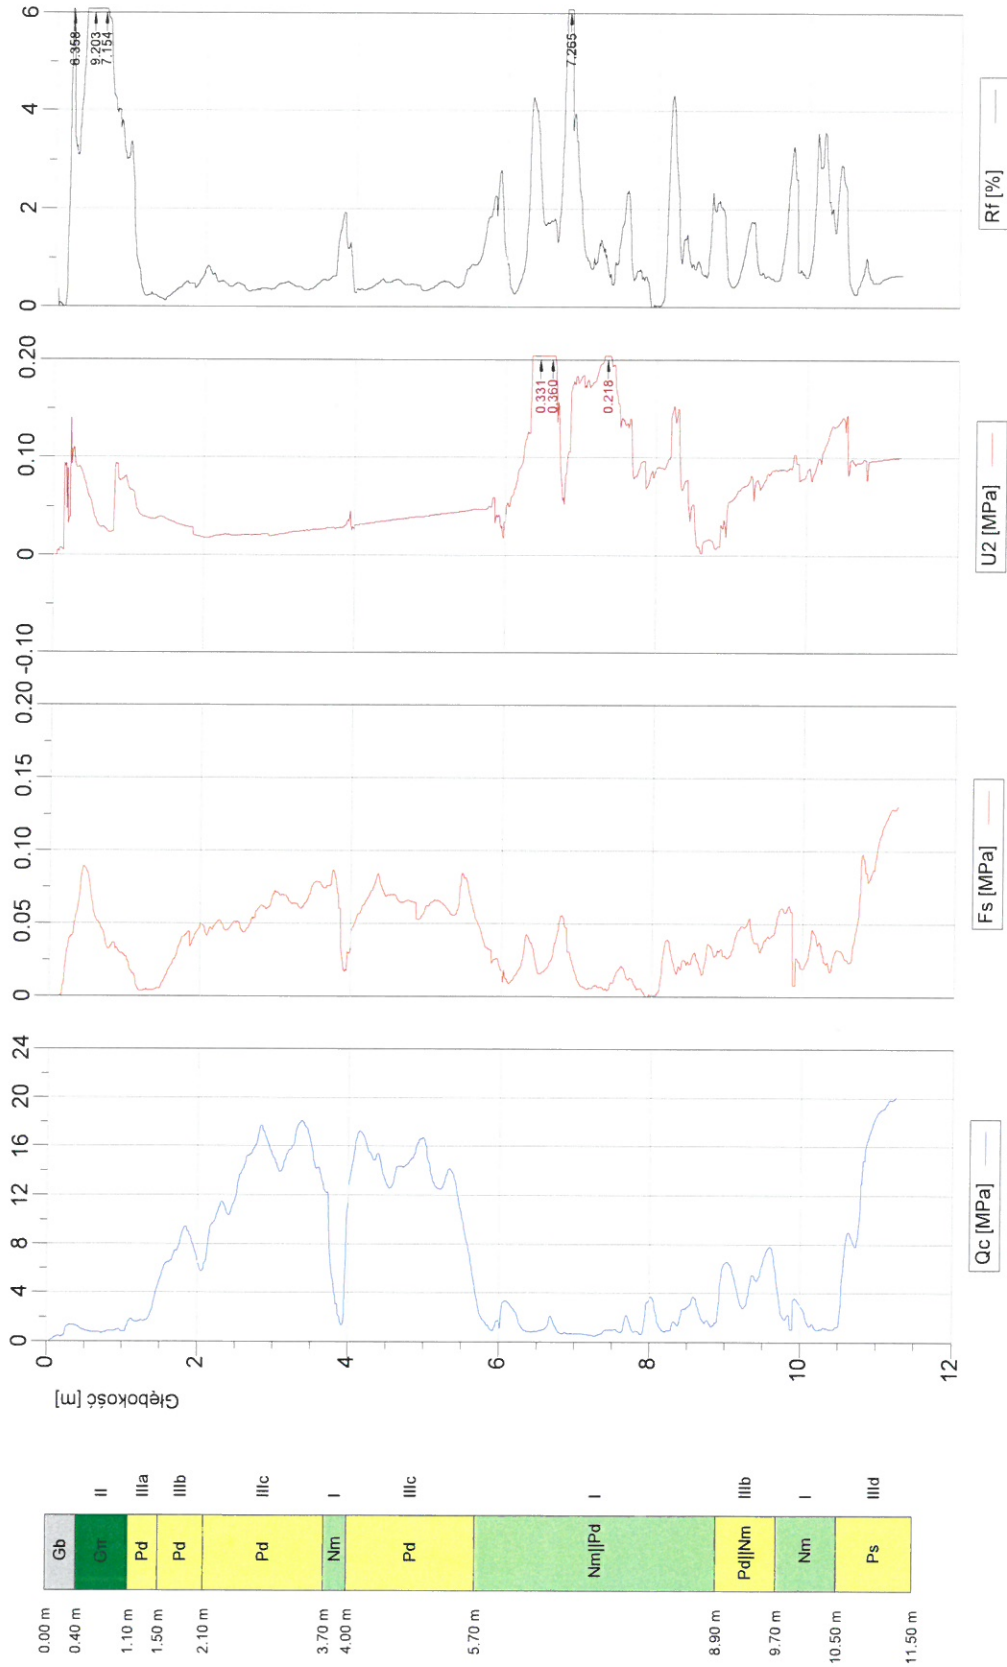 0.00 m
0.40 m
1.10 m
1.50 m
2.10 m
3.70 m
4.00 m
5.70 m
8.90 m
9.70 m
10.50 m
11.50 m
Gb
Pd
Pd
Pd
Nm
Pd
Nm||Pd
Pd||Nm
Nm
Ps
II
IIIa
IIIb
IIIc
I
IIIc
I
IIIb
I
IIId
Głębokość [m]
0
2
4
6
8
10
12
0
4
8
12
16
20
24
Qc [MPa]
0
0.05
0.10
0.15
0.20
Fs [MPa]
-0.10
0
0.10
0.20
0.331
0.360
0.218
U2 [MPa]
0
2
4
6
9.203
7.154
7.265
Rf [%]